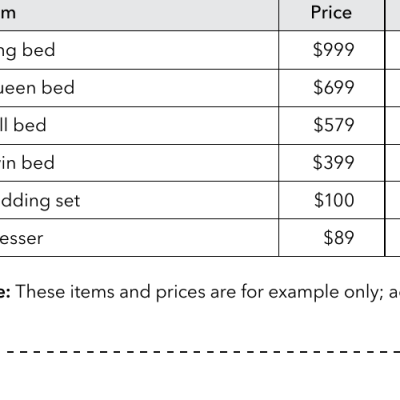 m Price
ng bed $999
ueen bed $699
ll bed $579
in bed $399
dding set $100
esser $89
e: These items and prices are for example only; a